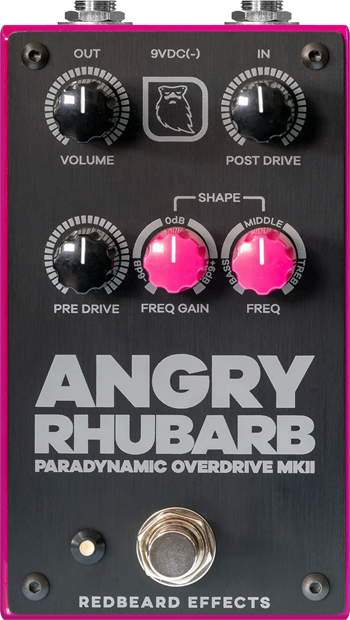 OUT 9VDC(-) IN
VOLUME POST DRIVE
SHAPE
0dB MIDDLE
-6dB +6dB BASS TREB
PRE DRIVE FREQ GAIN FREQ
ANGRY
RHUBARB
PARADYNAMIC OVERDRIVE MKII
REDBEARD EFFECTS